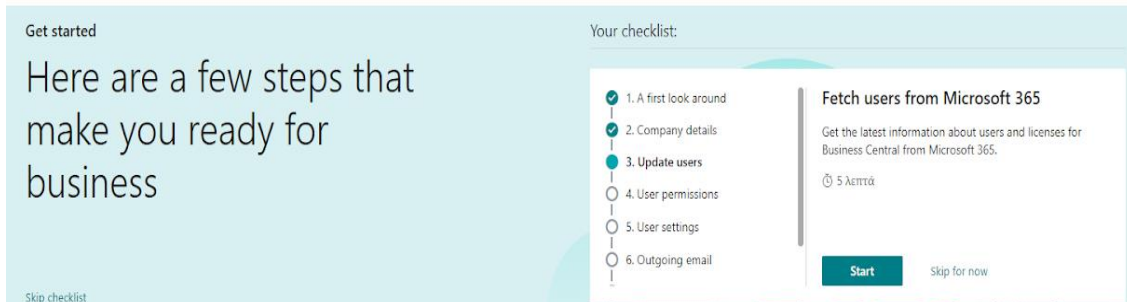 Get started
Here are a few steps that
make you ready for
business
Skip checklist
Your checklist:
1. A first look around
2. Company details
3. Update users
4. User permissions
5. User settings
6. Outgoing email
Fetch users from Microsoft 365
Get the latest information about users and licenses for
Business Central from Microsoft 365.
5 λεπτά
Start
Skip for now